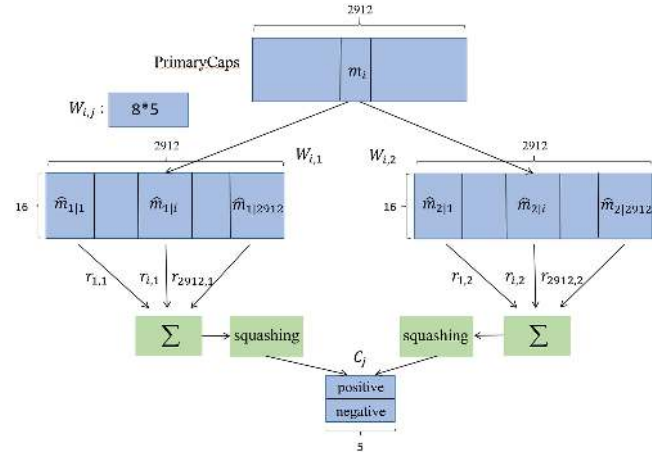 2912
PrimaryCaps
m_i
W_{i,j} : 8*5
2912
W_{i,1}
W_{i,2}
2912
16
m̂_{1|1}
m̂_{1|i}
m̂_{1|2912}
16
m̂_{2|1}
m̂_{2|i}
m̂_{2|2912}
r_{1,1}
r_{i,1}
r_{2912,1}
r_{1,2}
r_{i,2}
r_{2912,2}
∑
squashing
squashing
∑
C_j
positive
negative
5